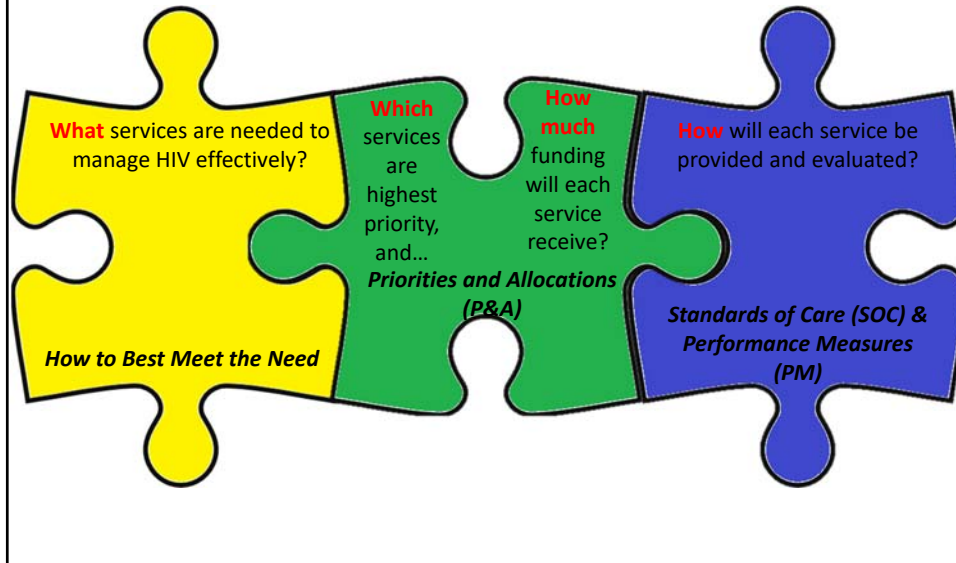 What services are needed to
manage HIV effectively?
How to Best Meet the Need
Which
services
are
highest
priority,
and…
How
much
funding
will each
service
receive?
Priorities and Allocations
(P&A)
How will each service be
provided and evaluated?
Standards of Care (SOC) &
Performance Measures
(PM)